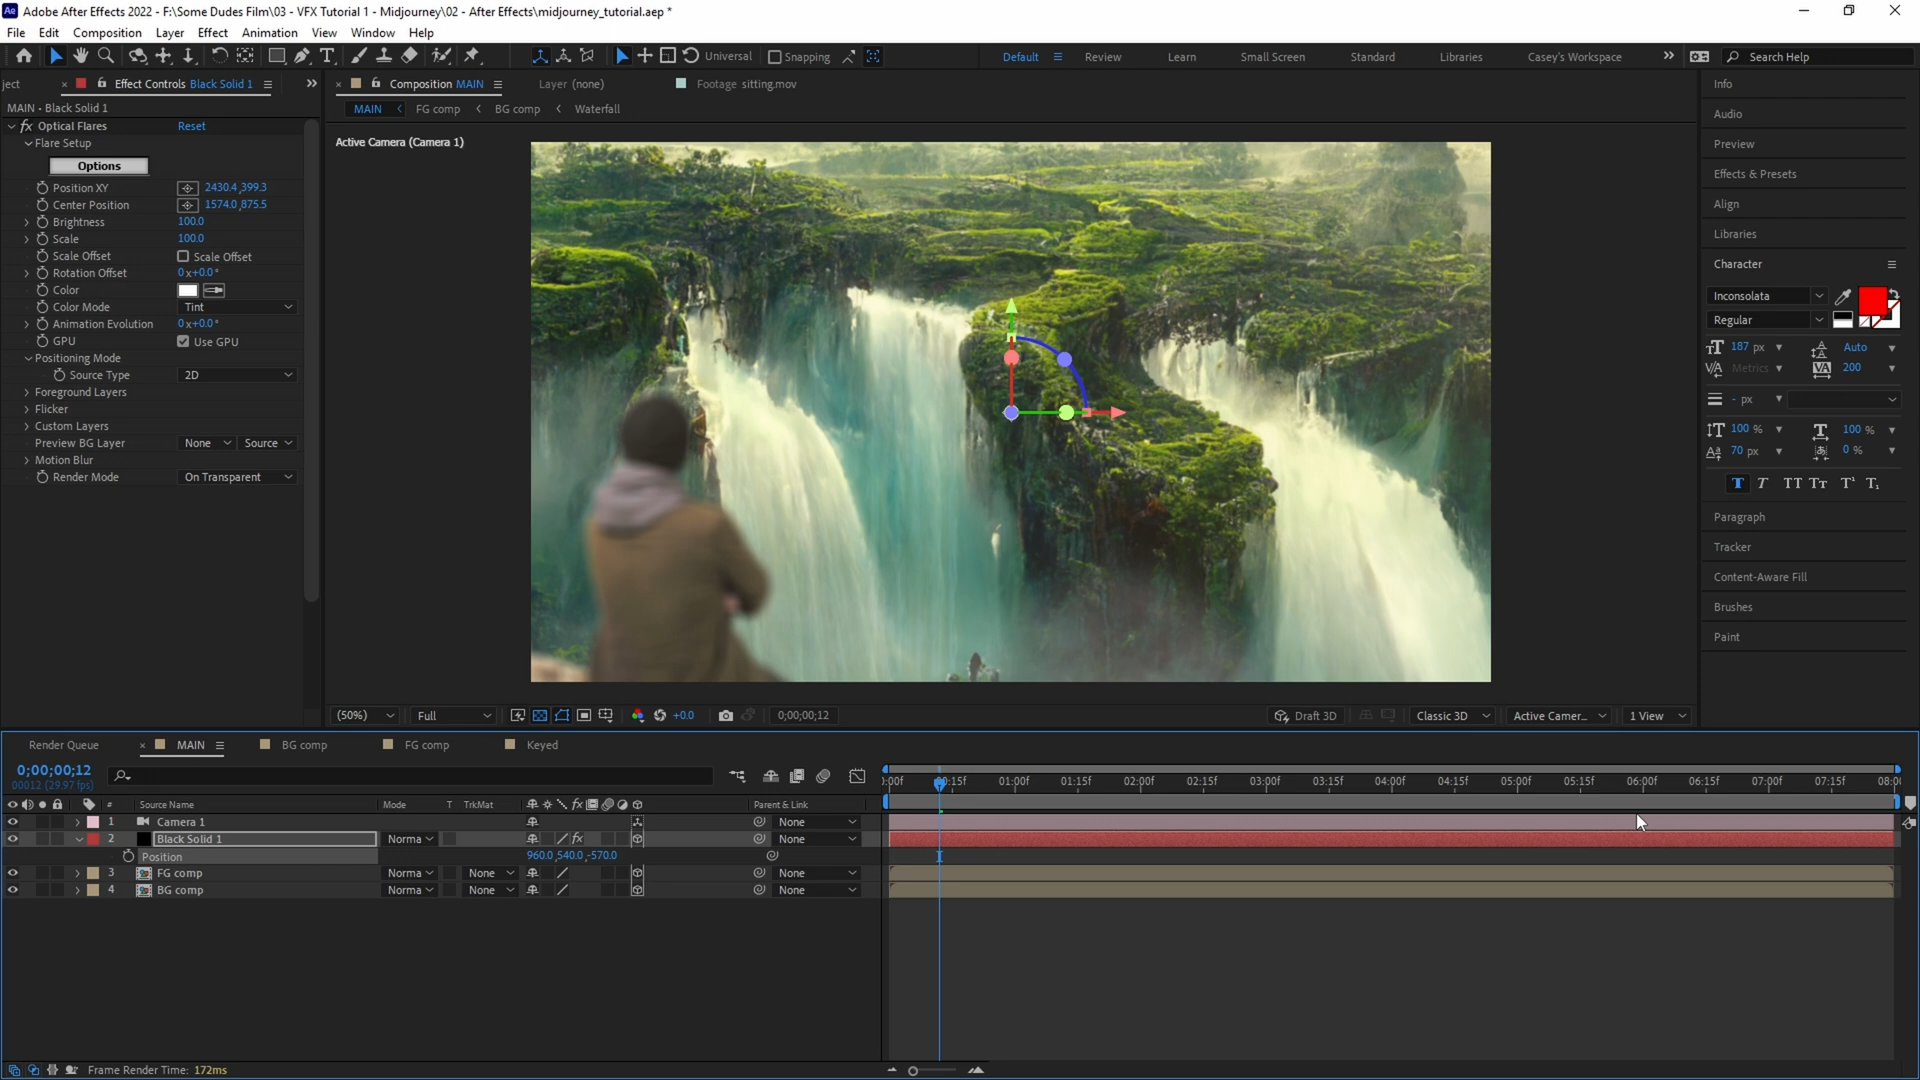 Ae Adobe After Effects 2022 - F:\Some Dudes Film\03 - VFX Tutorial 1 - Midjourney\02 - After Effects\midjourney_tutorial.aep *
File Edit Composition Layer Effect Animation View Window Help
Universal Snapping Default Review Learn Small Screen Standard Libraries Casey's Workspace Search Help
ject Effect Controls Black Solid 1 Composition MAIN Layer (none) Footage sitting.mov Info
MAIN • Black Solid 1 MAIN FG comp BG comp Waterfall Audio
fx Optical Flares Reset
Flare Setup Active Camera (Camera 1) Preview
Options Effects & Presets
Position XY 2430.4,399.3
Center Position 1574.0,875.5 Align
Brightness 100.0
Scale 100.0 Libraries
Scale Offset Scale Offset Character
Rotation Offset 0x+0.0°
Color Inconsolata
Color Mode Tint Regular
Animation Evolution 0x+0.0°
GPU Use GPU 187 px Auto
Positioning Mode Metrics 200
Source Type 2D
Foreground Layers - px
Flicker
Custom Layers 100 % 100 %
Preview BG Layer None Source 70 px 0 %
Motion Blur
Render Mode On Transparent T T TT Tt T¹ T₁
Paragraph
Tracker
Content-Aware Fill
Brushes
Paint
(50%) Full +0.0 0;00;00;12 Draft 3D Classic 3D Active Camer... 1 View
Render Queue MAIN BG comp FG comp Keyed
0;00;00;12
00012 (29.97 fps) :00f 00:15f 01:00f 01:15f 02:00f 02:15f 03:00f 03:15f 04:00f 04:15f 05:00f 05:15f 06:00f 06:15f 07:00f 07:15f 08:00
# Source Name Mode T TrkMat fx Parent & Link
1 Camera 1 None
2 Black Solid 1 Norma fx None
Position 960.0,540.0,-570.0
3 FG comp Norma None None
4 BG comp Norma None None
Frame Render Time: 172ms